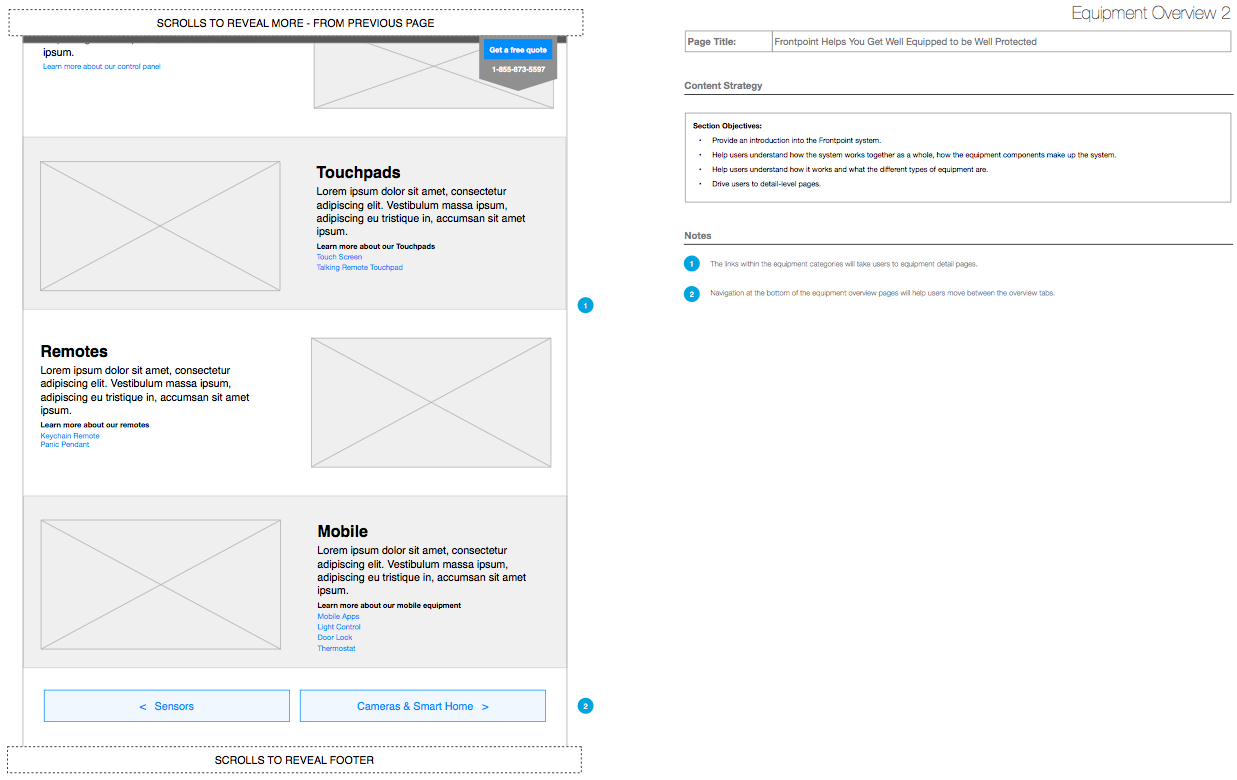 SCROLLS TO REVEAL MORE - FROM PREVIOUS PAGE
ipsum.
Learn more about our control panel
Get a free quote
1-855-873-5597
Touchpads
Lorem ipsum dolor sit amet, consectetur
adipiscing elit. Vestibulum massa ipsum,
adipiscing eu tristique in, accumsan sit amet
ipsum.
Learn more about our Touchpads
Touch Screen
Talking Remote Touchpad
1
Remotes
Lorem ipsum dolor sit amet, consectetur
adipiscing elit. Vestibulum massa ipsum,
adipiscing eu tristique in, accumsan sit amet
ipsum.
Learn more about our remotes
Keychain Remote
Panic Pendant
Mobile
Lorem ipsum dolor sit amet, consectetur
adipiscing elit. Vestibulum massa ipsum,
adipiscing eu tristique in, accumsan sit amet
ipsum.
Learn more about our mobile equipment
Mobile Apps
Light Control
Door Lock
Thermostat
< Sensors
Cameras & Smart Home >
2
SCROLLS TO REVEAL FOOTER
Equipment Overview 2
Page Title: Frontpoint Helps You Get Well Equipped to be Well Protected
Content Strategy
Section Objectives:
• Provide an introduction into the Frontpoint system.
• Help users understand how the system works together as a whole, how the equipment components make up the system.
• Help users understand how it works and what the different types of equipment are.
• Drive users to detail-level pages.
Notes
1 The links within the equipment categories will take users to equipment detail pages.
2 Navigation at the bottom of the equipment overview pages will help users move between the overview tabs.